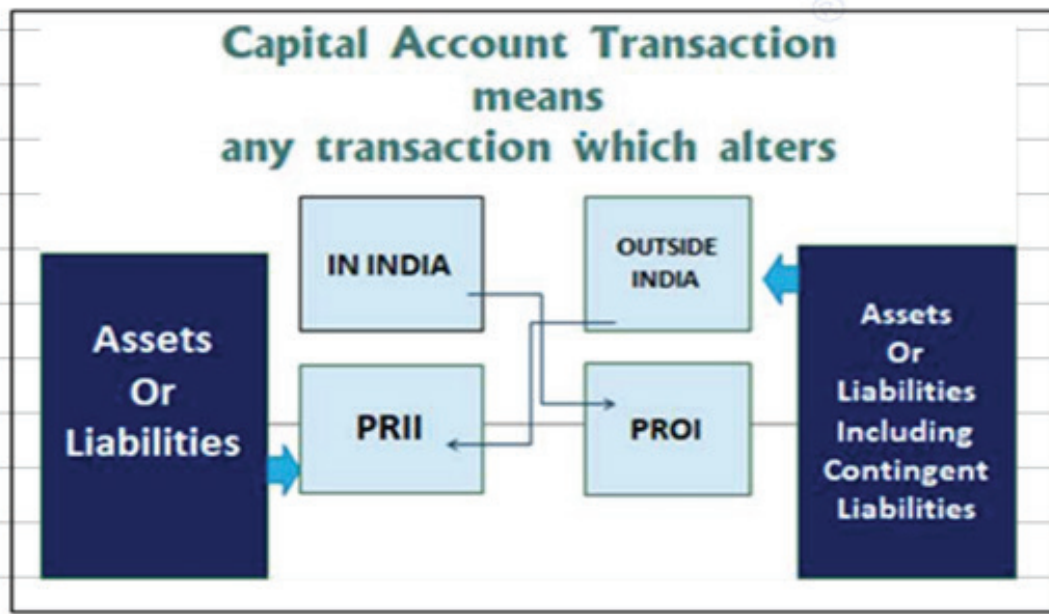 Capital Account Transaction
means
any transaction which alters
IN INDIA
OUTSIDE
INDIA
Assets
Or
Liabilities
PRII
PROI
Assets
Or
Liabilities
Including
Contingent
Liabilities